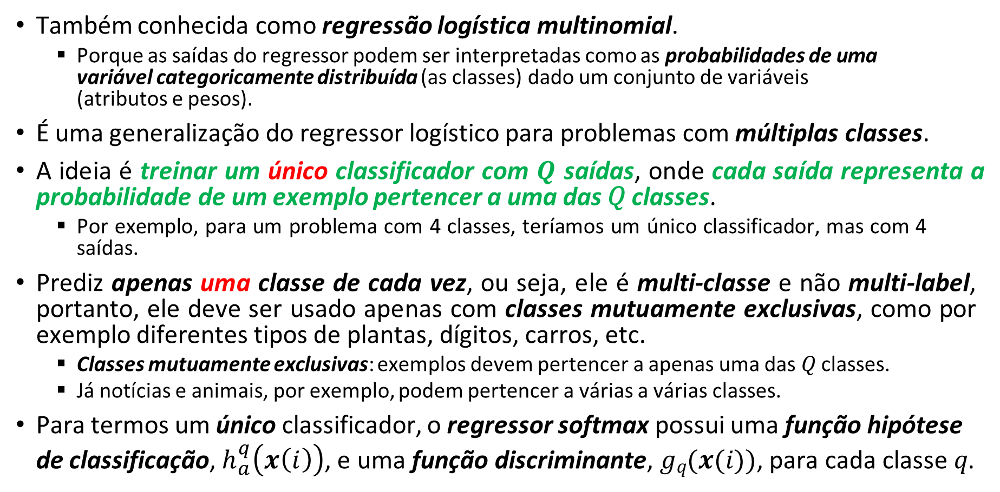 • Também conhecida como regressão logística multinomial.
▪ Porque as saídas do regressor podem ser interpretadas como as probabilidades de uma
variável categoricamente distribuída (as classes) dado um conjunto de variáveis
(atributos e pesos).
• É uma generalização do regressor logístico para problemas com múltiplas classes.
• A ideia é treinar um único classificador com Q saídas, onde cada saída representa a
probabilidade de um exemplo pertencer a uma das Q classes.
▪ Por exemplo, para um problema com 4 classes, teríamos um único classificador, mas com 4
saídas.
• Prediz apenas uma classe de cada vez, ou seja, ele é multi-classe e não multi-label,
portanto, ele deve ser usado apenas com classes mutuamente exclusivas, como por
exemplo diferentes tipos de plantas, dígitos, carros, etc.
▪ Classes mutuamente exclusivas: exemplos devem pertencer a apenas uma das Q classes.
▪ Já notícias e animais, por exemplo, podem pertencer a várias a várias classes.
• Para termos um único classificador, o regressor softmax possui uma função hipótese
de classificação, $h_a^q(\boldsymbol{x}(i))$, e uma função discriminante, $g_q(\boldsymbol{x}(i))$, para cada classe $q$.